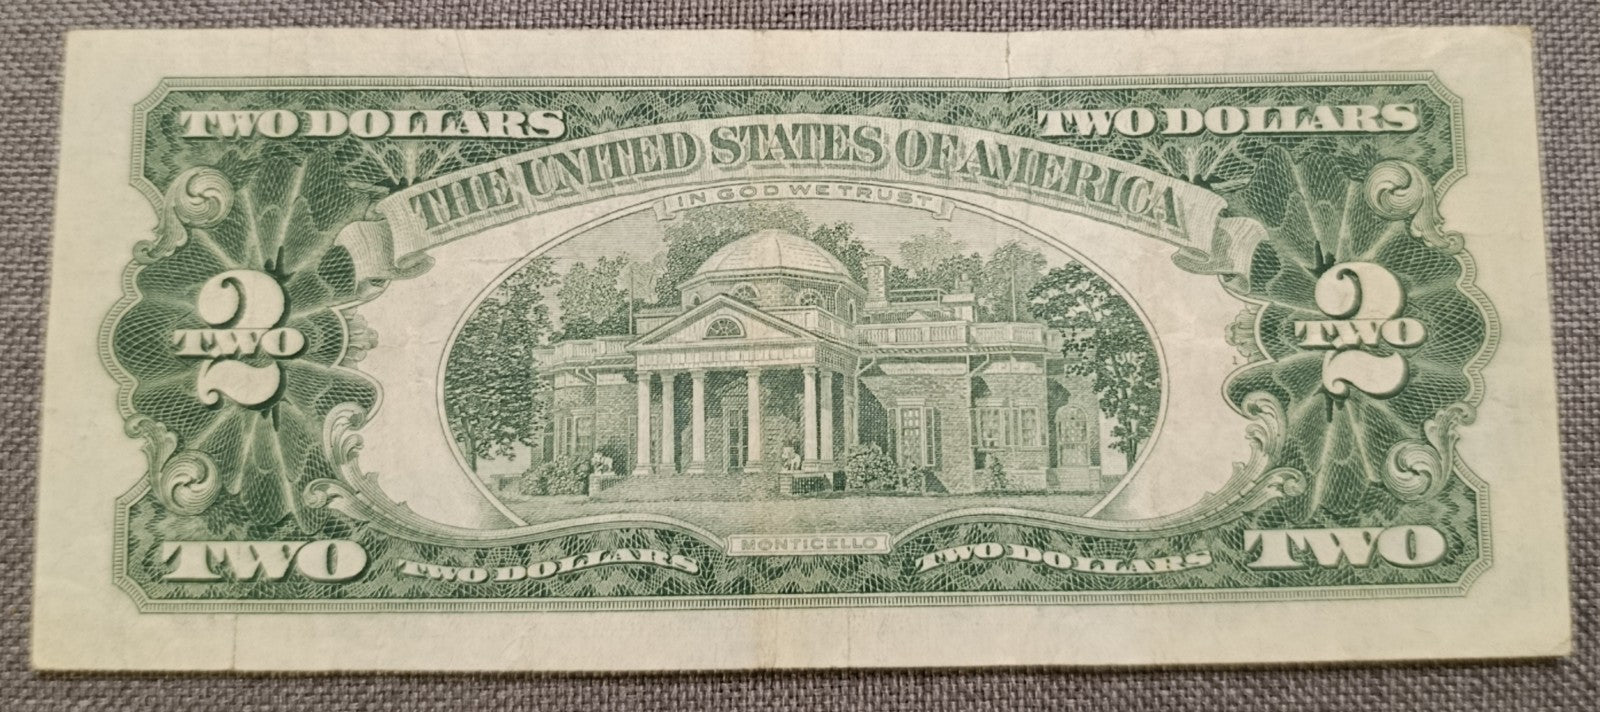 TWO DOLLARS
TWO DOLLARS
THE UNITED STATES OF AMERICA
IN GOD WE TRUST
2
TWO
2
TWO
MONTICELLO
TWO
TWO DOLLARS
TWO DOLLARS
TWO
1